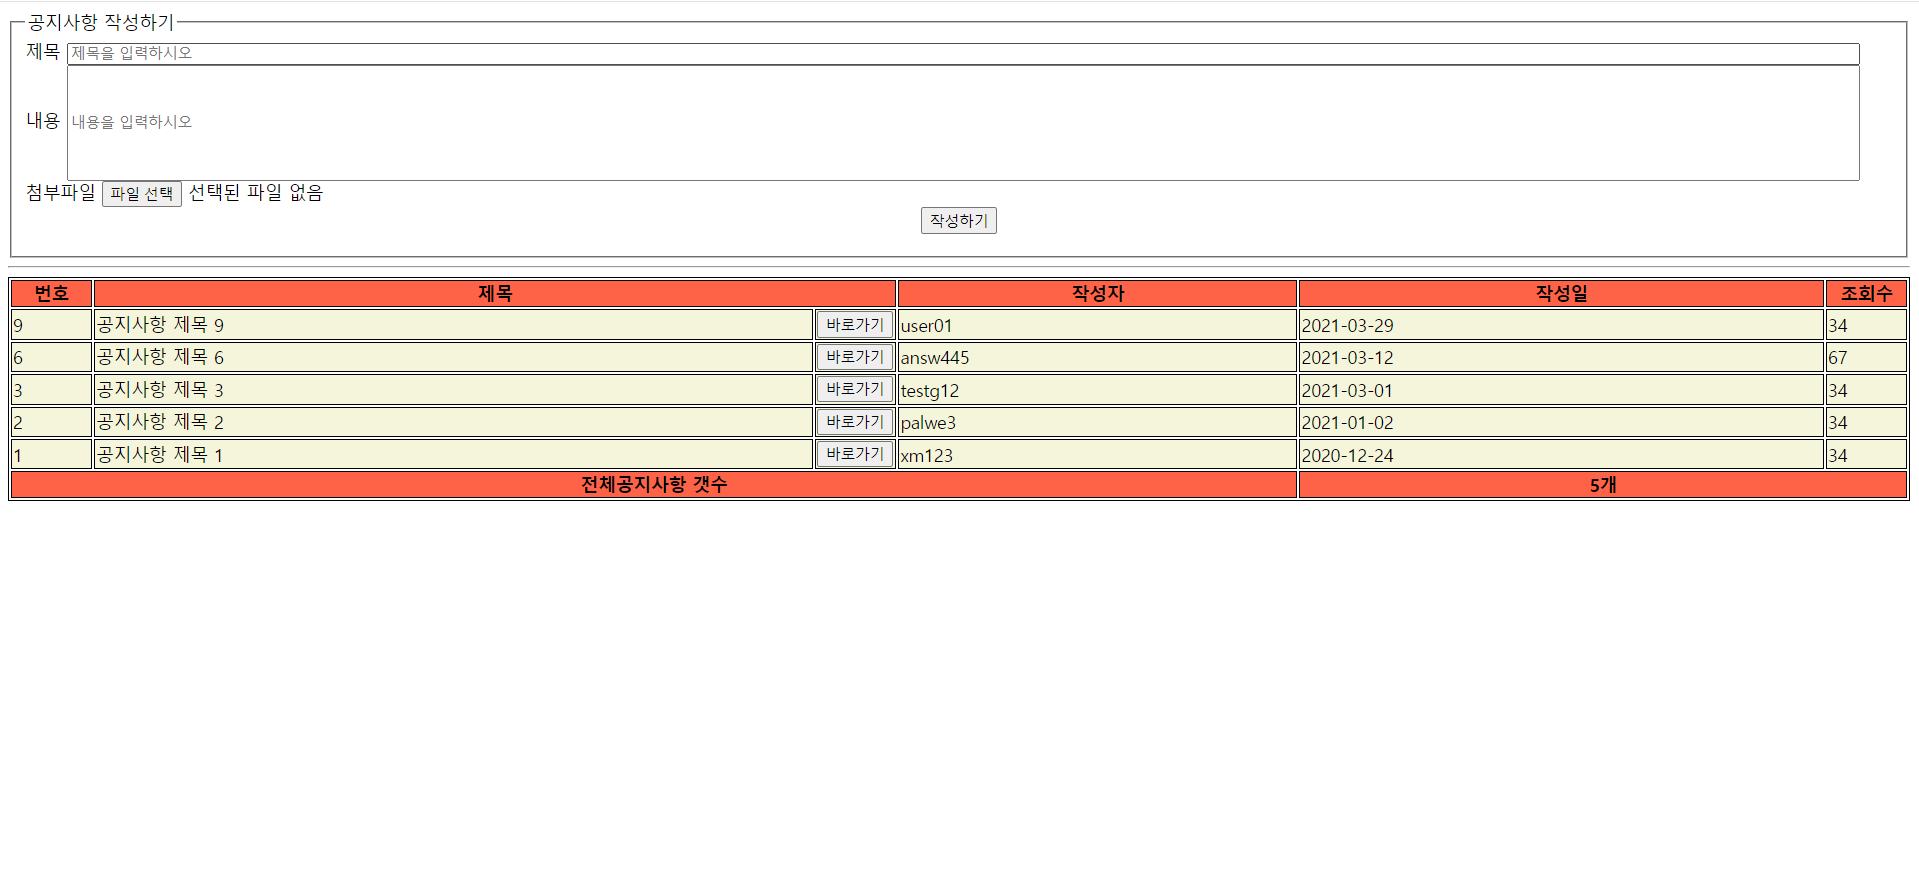 공지사항 작성하기
제목 제목을 입력하시오
내용 내용을 입력하시오
첨부파일 파일 선택 선택된 파일 없음
작성하기
번호 제목 작성자 작성일 조회수
9 공지사항 제목 9 바로가기 user01 2021-03-29 34
6 공지사항 제목 6 바로가기 answ445 2021-03-12 67
3 공지사항 제목 3 바로가기 testg12 2021-03-01 34
2 공지사항 제목 2 바로가기 palwe3 2021-01-02 34
1 공지사항 제목 1 바로가기 xm123 2020-12-24 34
전체공지사항 갯수 5개